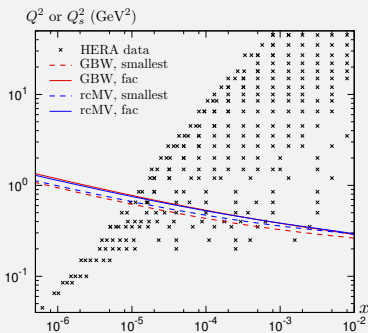 Q² or Qₛ² (GeV²)
HERA data
GBW, smallest
GBW, fac
rcMV, smallest
rcMV, fac
10¹
10⁰
10⁻¹
10⁻⁶ 10⁻⁵ 10⁻⁴ 10⁻³ 10⁻²
x